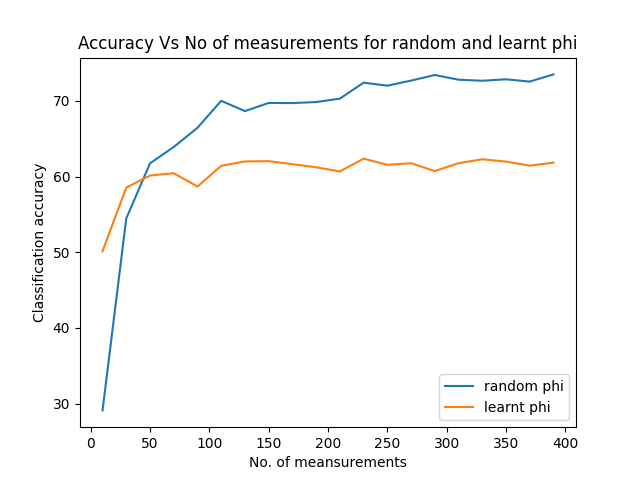 Accuracy Vs No of measurements for random and learnt phi
Classification accuracy
70
60
50
40
30
0
50
100
150
200
250
300
350
400
No. of meansurements
random phi
learnt phi